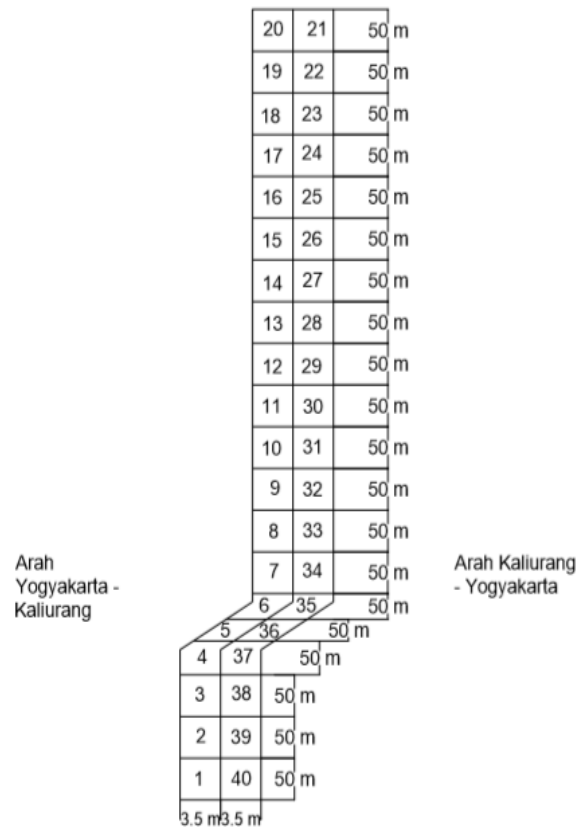 20 21 50 m
19 22 50 m
18 23 50 m
17 24 50 m
16 25 50 m
15 26 50 m
14 27 50 m
13 28 50 m
12 29 50 m
11 30 50 m
10 31 50 m
9 32 50 m
8 33 50 m
7 34 50 m
Arah
Yogyakarta -
Kaliurang
Arah Kaliurang
- Yogyakarta
6 35 50 m
5 36 50 m
4 37 50 m
3 38 50 m
2 39 50 m
1 40 50 m
3.5 m 3.5 m